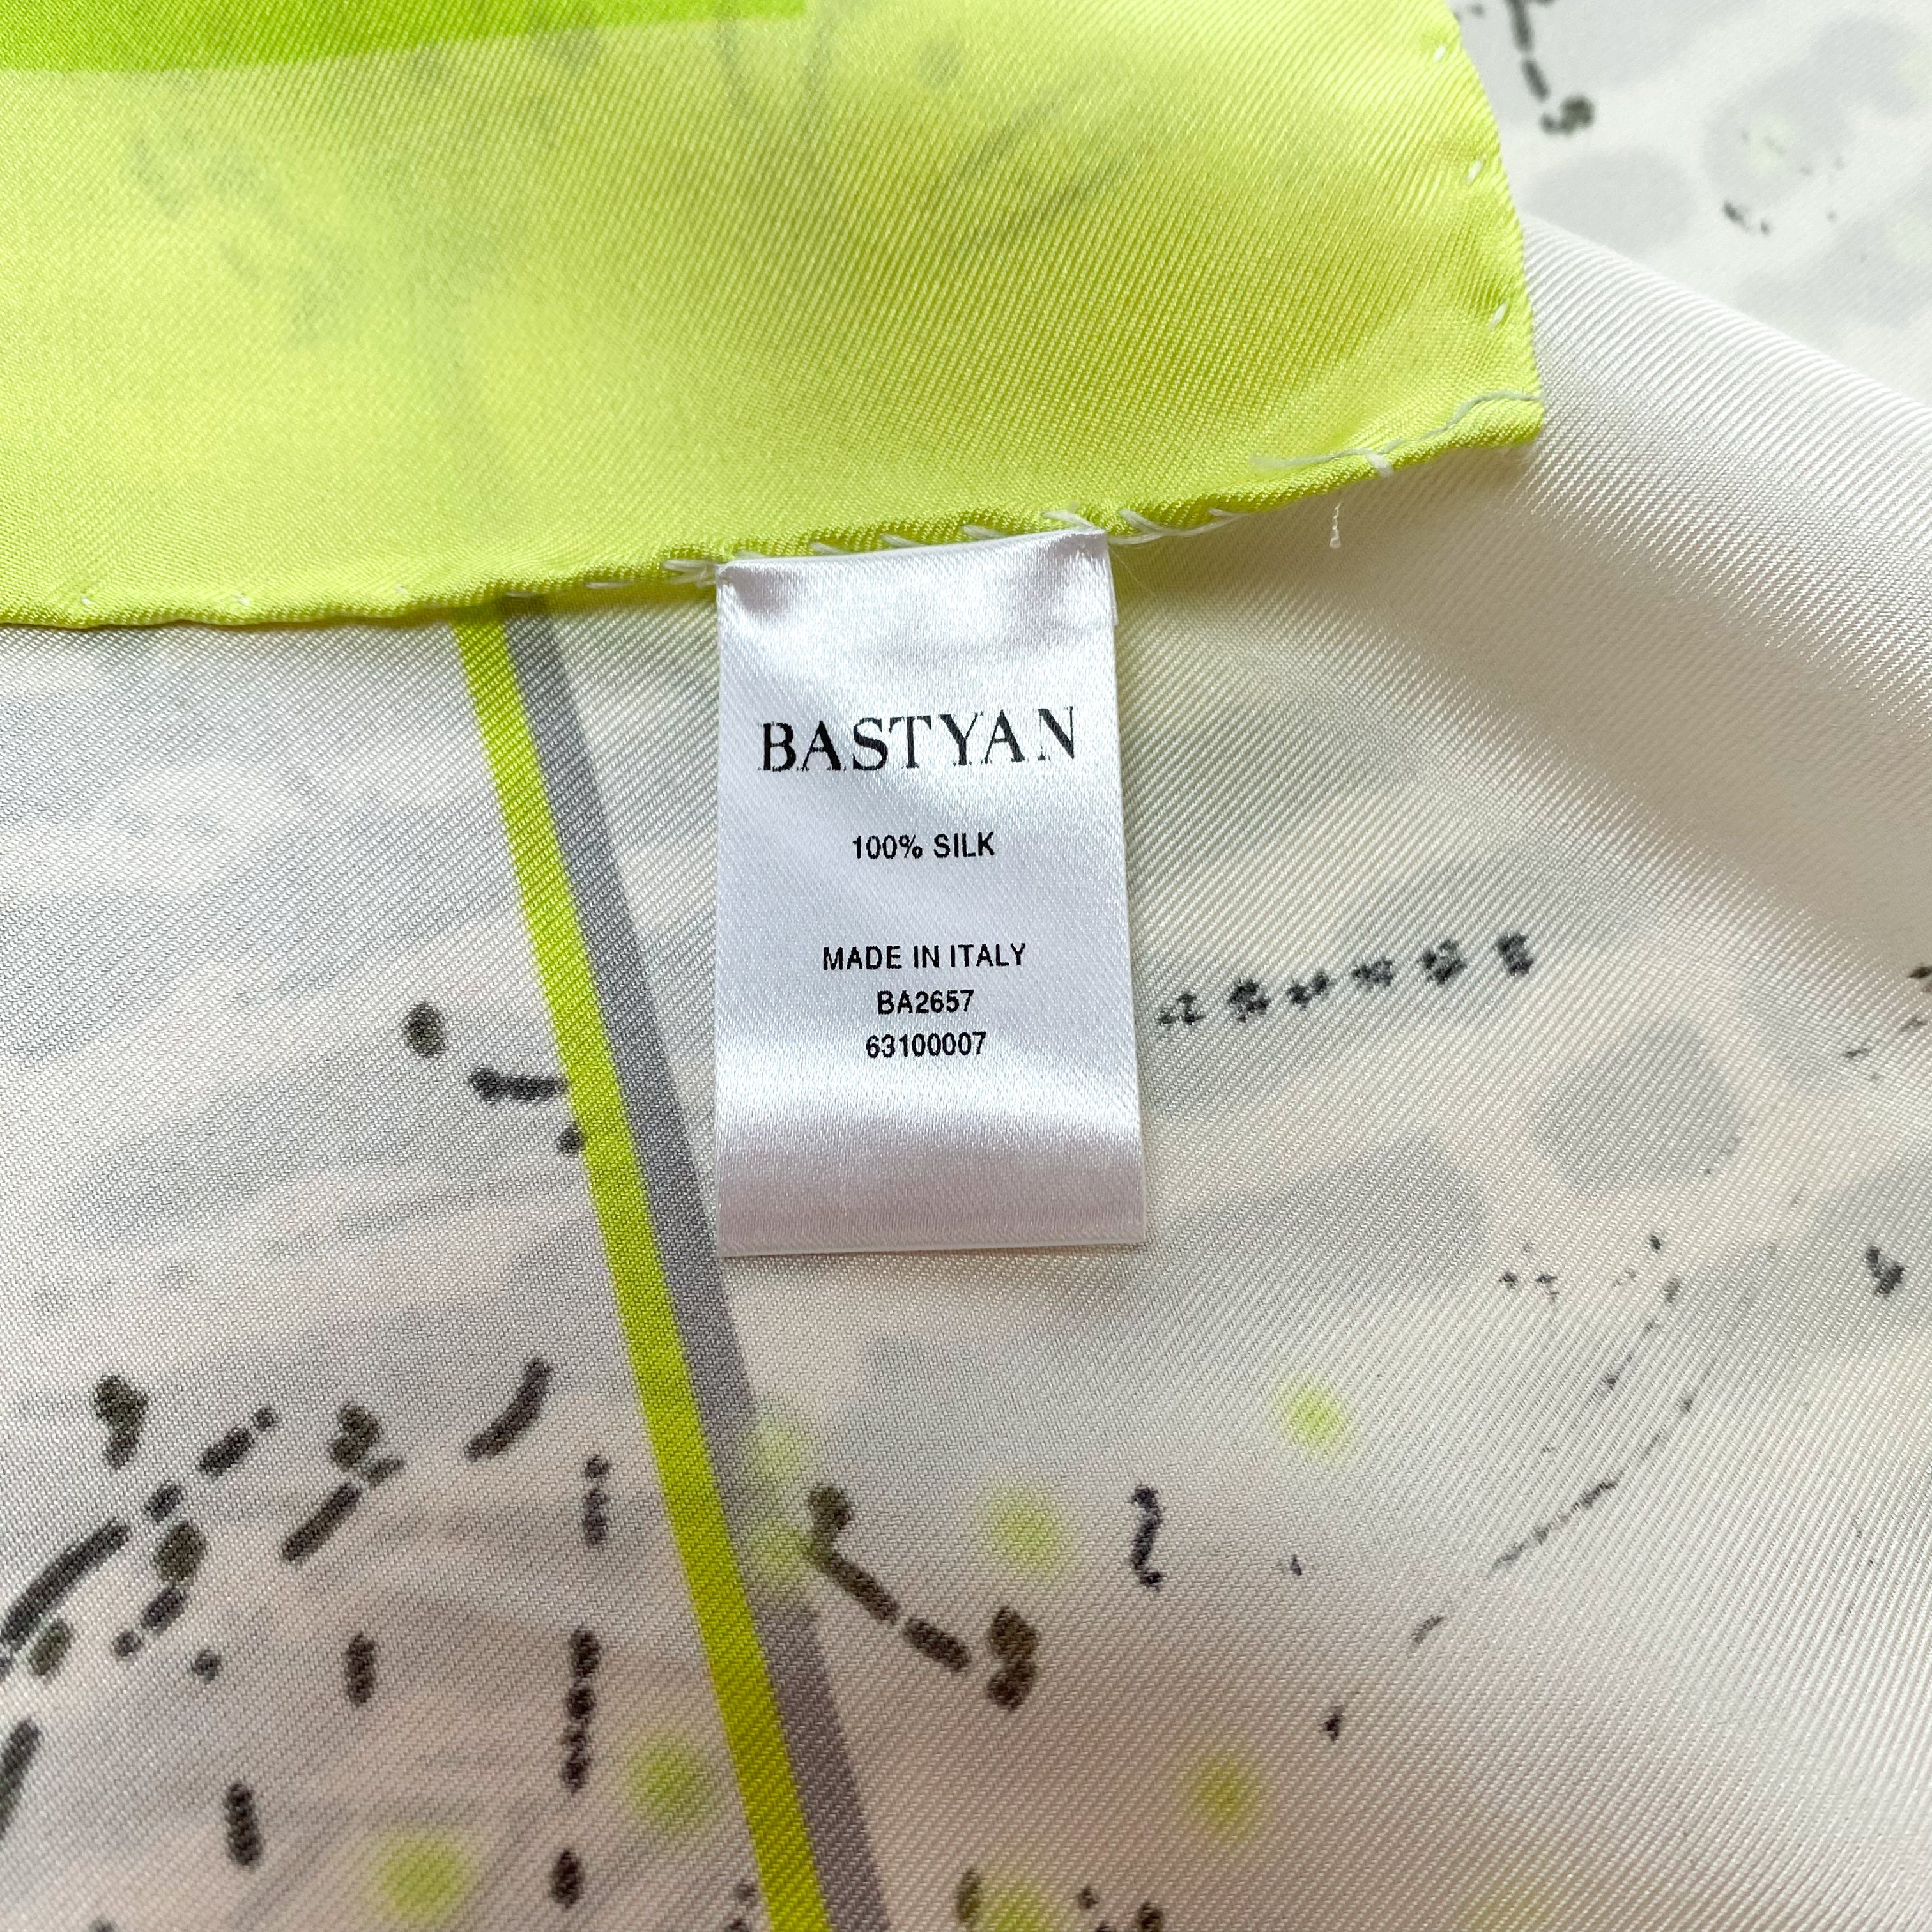 BASTYAN
100% SILK
MADE IN ITALY
BA2657
63100007